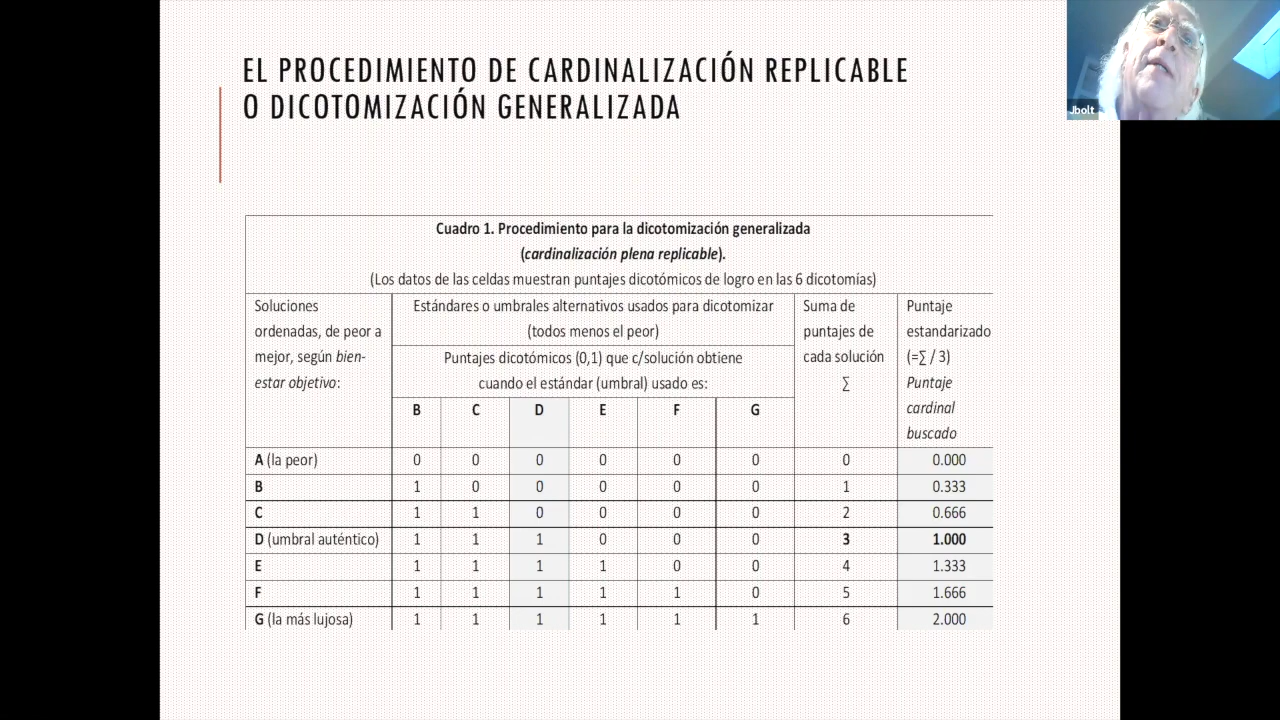 EL PROCEDIMIENTO DE CARDINALIZACIÓN REPLICABLE
O DICOTOMIZACIÓN GENERALIZADA
Jbolt
Cuadro 1. Procedimiento para la dicotomización generalizada
(cardinalización plena replicable).
(Los datos de las celdas muestran puntajes dicotómicos de logro en las 6 dicotomías)
Soluciones
ordenadas, de peor a
mejor, según bien-
estar objetivo:
Estándares o umbrales alternativos usados para dicotomizar
(todos menos el peor)
Puntajes dicotómicos (0,1) que c/solución obtiene
cuando el estándar (umbral) usado es:
Suma de
puntajes de
cada solución
∑
Puntaje
estandarizado
(=∑ / 3)
Puntaje
cardinal
buscado
B C D E F G
A (la peor) 0 0 0 0 0 0 0 0.000
B 1 0 0 0 0 0 1 0.333
C 1 1 0 0 0 0 2 0.666
D (umbral auténtico) 1 1 1 0 0 0 3 1.000
E 1 1 1 1 0 0 4 1.333
F 1 1 1 1 1 0 5 1.666
G (la más lujosa) 1 1 1 1 1 1 6 2.000